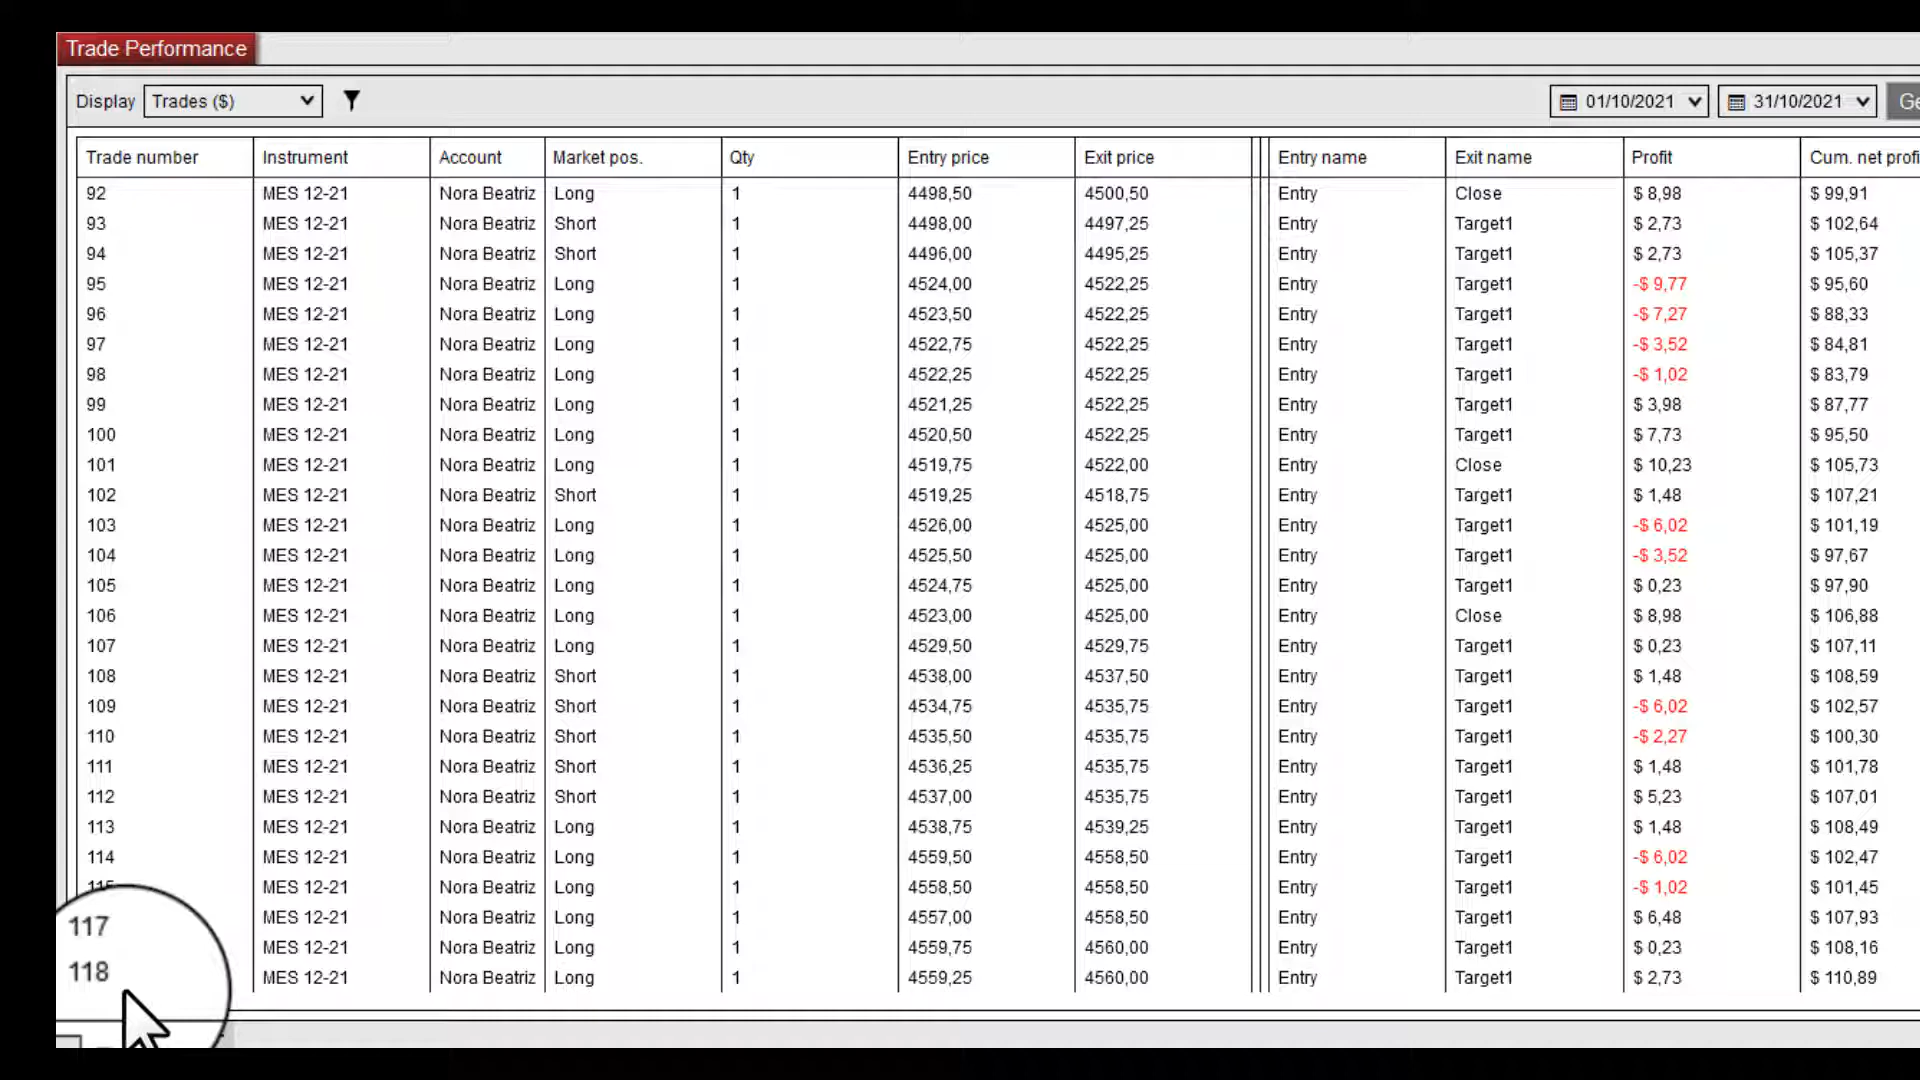 Trade Performance
Display Trades ($) 01/10/2021 31/10/2021
Trade number Instrument Account Market pos. Qty Entry price Exit price Entry name Exit name Profit Cum. net profi
92 MES 12-21 Nora Beatriz Long 1 4498,50 4500,50 Entry Close $ 8,98 $ 99,91
93 MES 12-21 Nora Beatriz Short 1 4498,00 4497,25 Entry Target1 $ 2,73 $ 102,64
94 MES 12-21 Nora Beatriz Short 1 4496,00 4495,25 Entry Target1 $ 2,73 $ 105,37
95 MES 12-21 Nora Beatriz Long 1 4524,00 4522,25 Entry Target1 -$ 9,77 $ 95,60
96 MES 12-21 Nora Beatriz Long 1 4523,50 4522,25 Entry Target1 -$ 7,27 $ 88,33
97 MES 12-21 Nora Beatriz Long 1 4522,75 4522,25 Entry Target1 -$ 3,52 $ 84,81
98 MES 12-21 Nora Beatriz Long 1 4522,25 4522,25 Entry Target1 -$ 1,02 $ 83,79
99 MES 12-21 Nora Beatriz Long 1 4521,25 4522,25 Entry Target1 $ 3,98 $ 87,77
100 MES 12-21 Nora Beatriz Long 1 4520,50 4522,25 Entry Target1 $ 7,73 $ 95,50
101 MES 12-21 Nora Beatriz Long 1 4519,75 4522,00 Entry Close $ 10,23 $ 105,73
102 MES 12-21 Nora Beatriz Short 1 4519,25 4518,75 Entry Target1 $ 1,48 $ 107,21
103 MES 12-21 Nora Beatriz Long 1 4526,00 4525,00 Entry Target1 -$ 6,02 $ 101,19
104 MES 12-21 Nora Beatriz Long 1 4525,50 4525,00 Entry Target1 -$ 3,52 $ 97,67
105 MES 12-21 Nora Beatriz Long 1 4524,75 4525,00 Entry Target1 $ 0,23 $ 97,90
106 MES 12-21 Nora Beatriz Long 1 4523,00 4525,00 Entry Close $ 8,98 $ 106,88
107 MES 12-21 Nora Beatriz Long 1 4529,50 4529,75 Entry Target1 $ 0,23 $ 107,11
108 MES 12-21 Nora Beatriz Short 1 4538,00 4537,50 Entry Target1 $ 1,48 $ 108,59
109 MES 12-21 Nora Beatriz Short 1 4534,75 4535,75 Entry Target1 -$ 6,02 $ 102,57
110 MES 12-21 Nora Beatriz Short 1 4535,50 4535,75 Entry Target1 -$ 2,27 $ 100,30
111 MES 12-21 Nora Beatriz Short 1 4536,25 4535,75 Entry Target1 $ 1,48 $ 101,78
112 MES 12-21 Nora Beatriz Short 1 4537,00 4535,75 Entry Target1 $ 5,23 $ 107,01
113 MES 12-21 Nora Beatriz Long 1 4538,75 4539,25 Entry Target1 $ 1,48 $ 108,49
114 MES 12-21 Nora Beatriz Long 1 4559,50 4558,50 Entry Target1 -$ 6,02 $ 102,47
MES 12-21 Nora Beatriz Long 1 4558,50 4558,50 Entry Target1 -$ 1,02 $ 101,45
MES 12-21 Nora Beatriz Long 1 4557,00 4558,50 Entry Target1 $ 6,48 $ 107,93
117 MES 12-21 Nora Beatriz Long 1 4559,75 4560,00 Entry Target1 $ 0,23 $ 108,16
118 MES 12-21 Nora Beatriz Long 1 4559,25 4560,00 Entry Target1 $ 2,73 $ 110,89